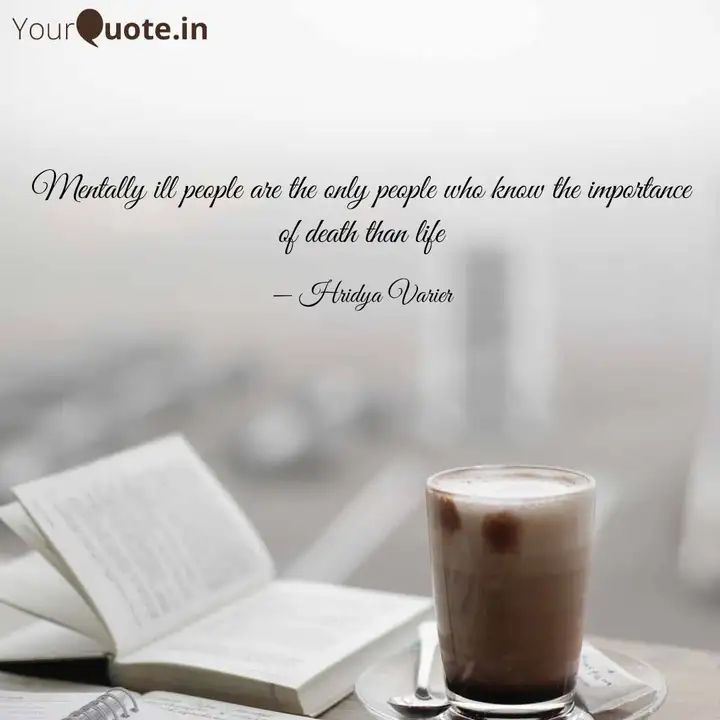 YourQuote.in
Mentally ill people are the only people who know the importance
of death than life
— Hridya Varier